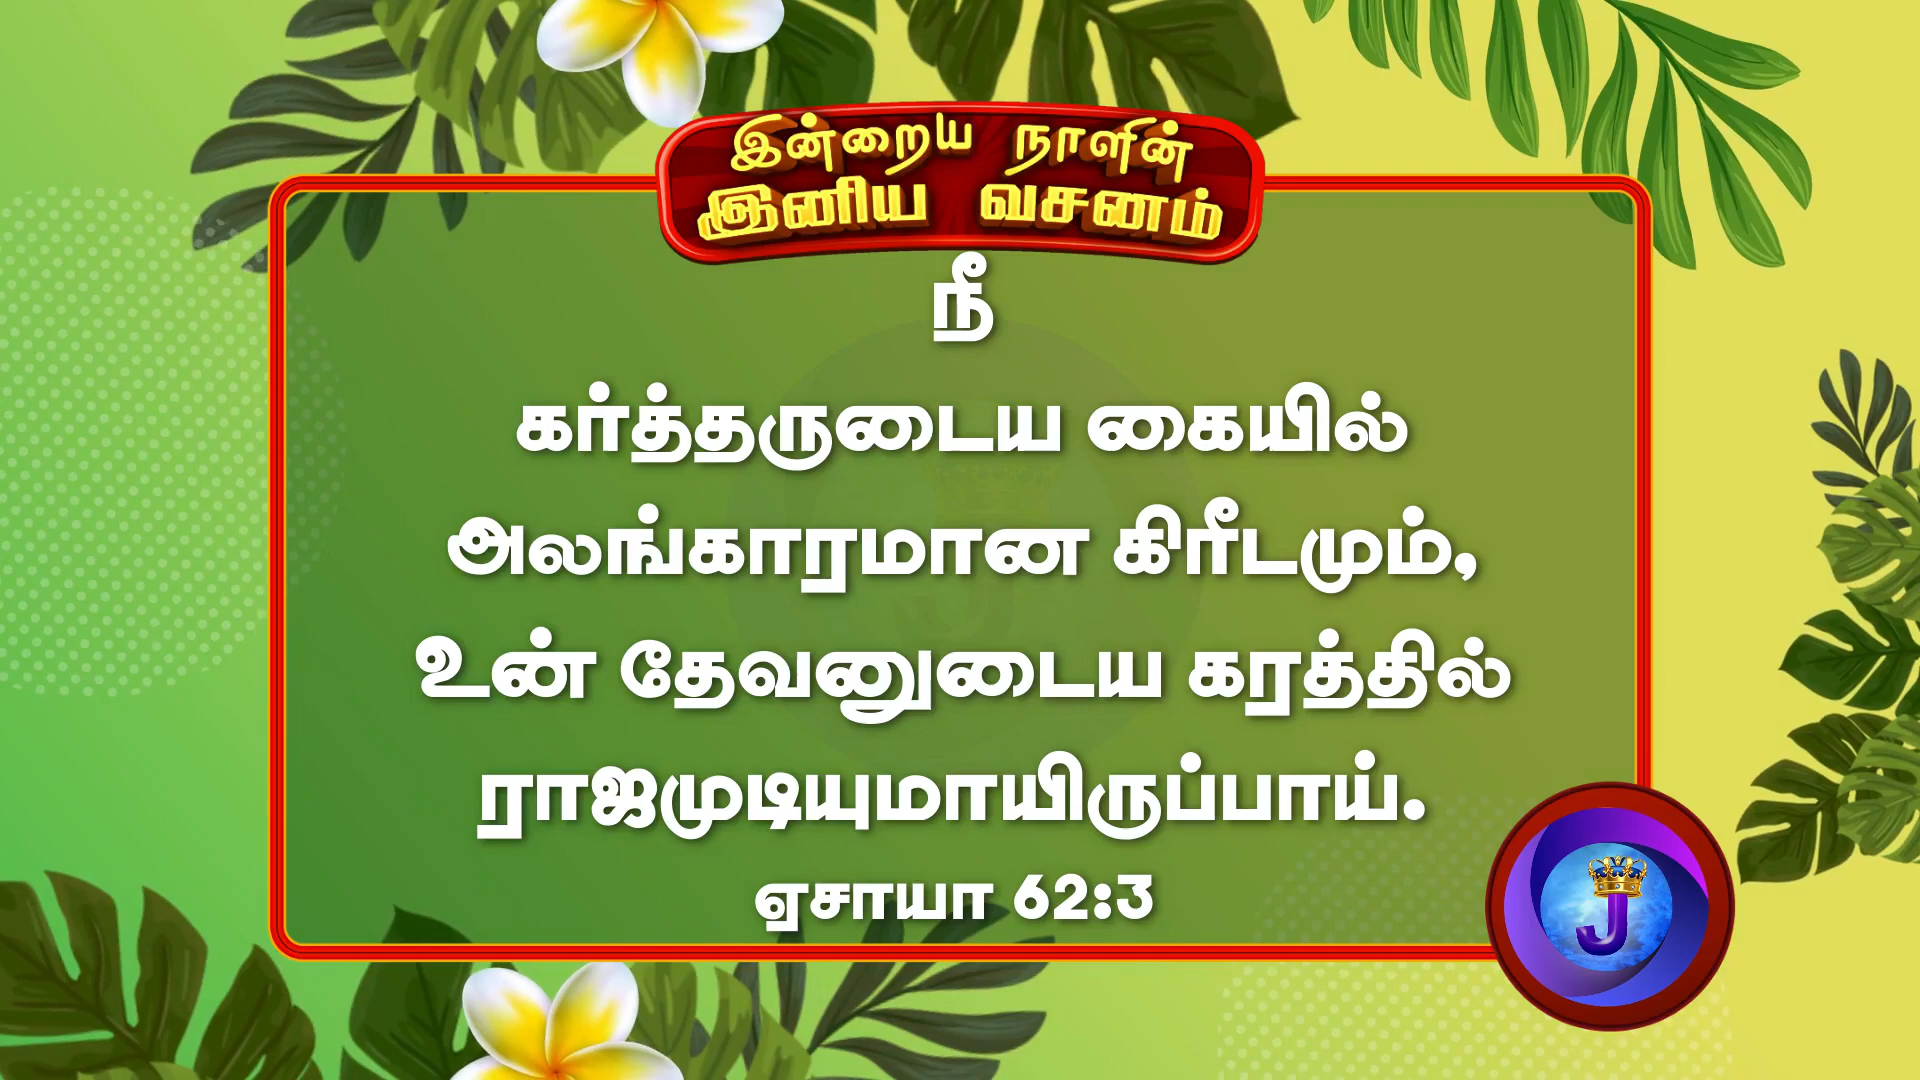 இன்றைய நாளின்
இனிய வசனம்
நீ
கர்த்தருடைய கையில்
அலங்காரமான கிரீடமும்,
உன் தேவனுடைய கரத்தில்
ராஜமுடியுமாயிருப்பாய்.
ஏசாயா 62:3
J